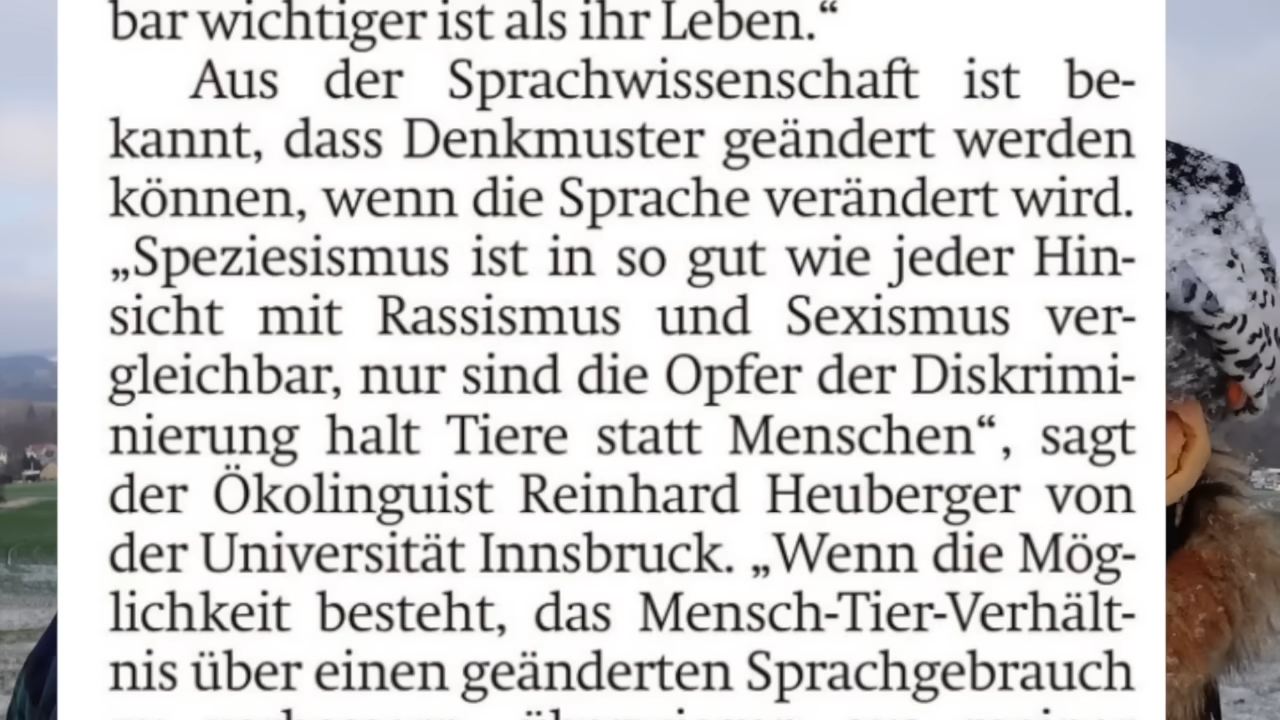 bar wichtiger ist als ihr Leben.“
Aus der Sprachwissenschaft ist be-
kannt, dass Denkmuster geändert werden
können, wenn die Sprache verändert wird.
„Speziesismus ist in so gut wie jeder Hin-
sicht mit Rassismus und Sexismus ver-
gleichbar, nur sind die Opfer der Diskrimi-
nierung halt Tiere statt Menschen“, sagt
der Ökolinguist Reinhard Heuberger von
der Universität Innsbruck. „Wenn die Mög-
lichkeit besteht, das Mensch-Tier-Verhält-
nis über einen geänderten Sprachgebrauch